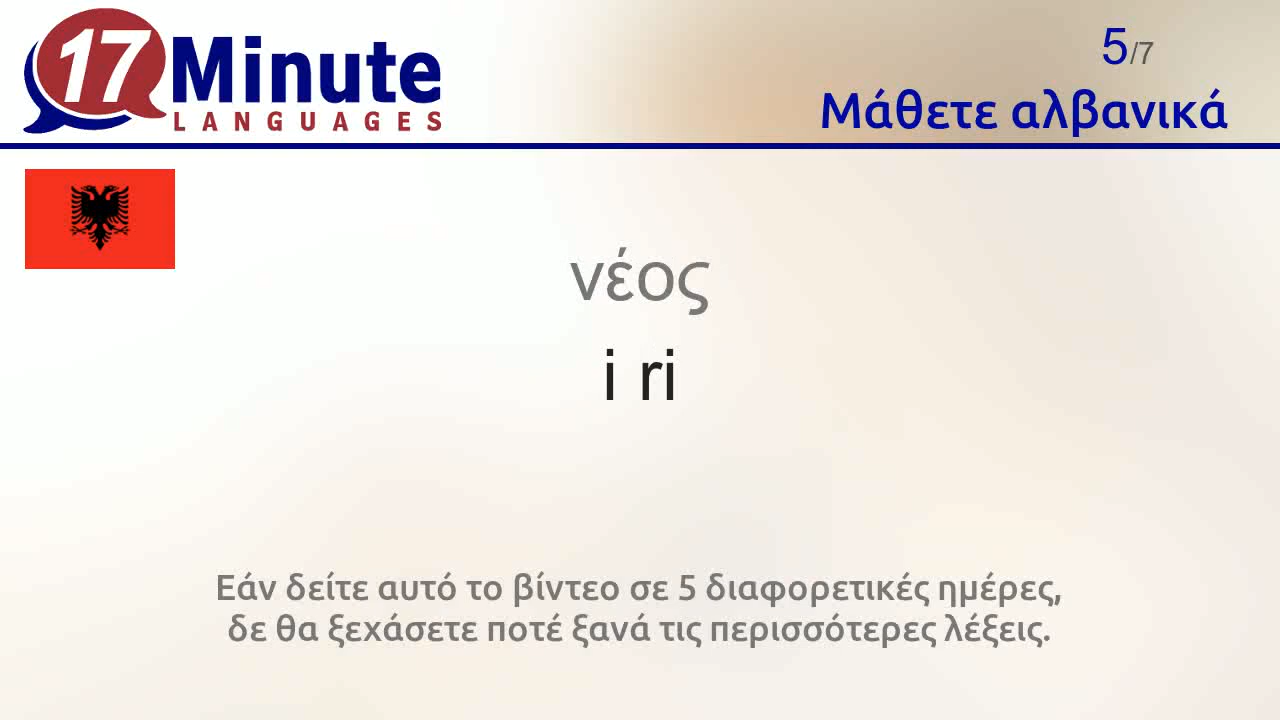 17 Minute
LANGUAGES
5/7
Μάθετε αλβανικά
νέος
i ri
Εάν δείτε αυτό το βίντεο σε 5 διαφορετικές ημέρες,
δε θα ξεχάσετε ποτέ ξανά τις περισσότερες λέξεις.